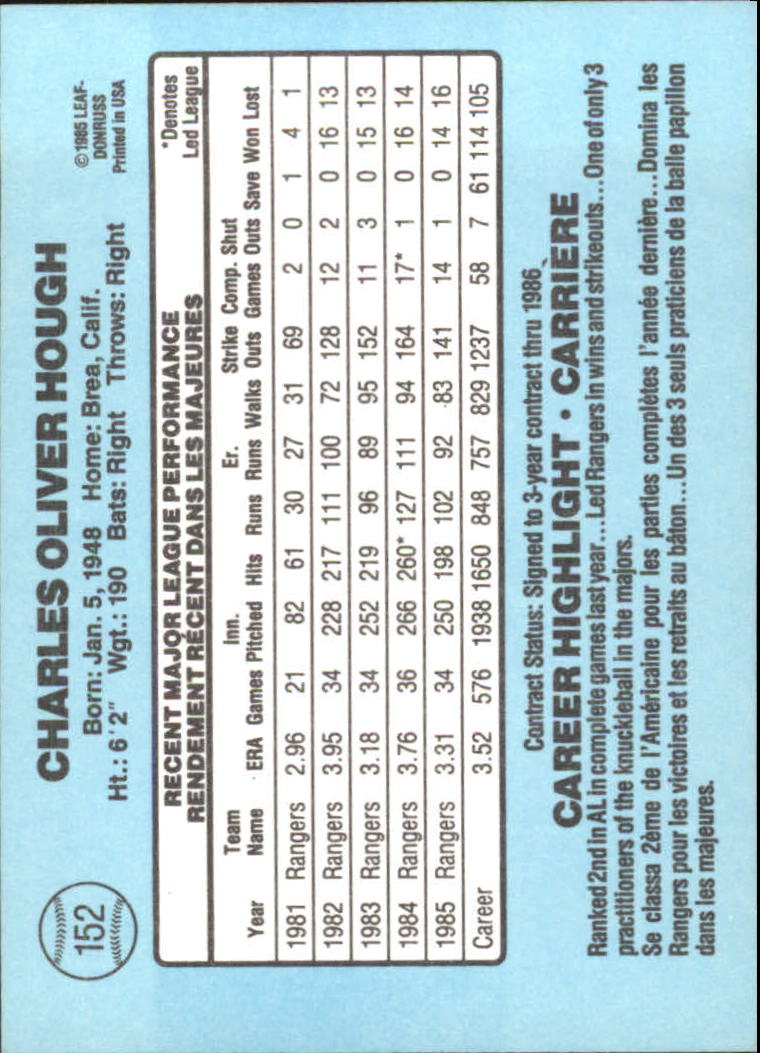 152
CHARLES OLIVER HOUGH
Born: Jan. 5, 1948 Home: Brea, Calif.
Ht.: 6'2" Wgt.: 190 Bats: Right Throws: Right
© 1985 LEAF-
DONRUSS
Printed in USA
RECENT MAJOR LEAGUE PERFORMANCE
RENDEMENT RÉCENT DANS LES MAJEURES
*Denotes
Led League
Team Inn. Er. Strike Comp. Shut
Year Name ERA Games Pitched Hits Runs Runs Walks Outs Games Outs Save Won Lost
1981 Rangers 2.96 21 82 61 30 27 31 69 2 0 1 4 1
1982 Rangers 3.95 34 228 217 111 100 72 128 12 2 0 16 13
1983 Rangers 3.18 34 252 219 96 89 95 152 11 3 0 15 13
1984 Rangers 3.76 36 266 260* 127 111 94 164 17* 1 0 16 14
1985 Rangers 3.31 34 250 198 102 92 83 141 14 1 0 14 16
Career 3.52 576 1938 1650 848 757 829 1237 58 7 61 114 105
Contract Status: Signed to 3-year contract thru 1986
CAREER HIGHLIGHT • CARRIÈRE
Ranked 2nd in AL in complete games last year...Led Rangers in wins and strikeouts...One of only 3
practitioners of the knuckleball in the majors.
Se classa 2ème de l'Américaine pour les parties complètes l'année dernière...Domina les
Rangers pour les victoires et les retraits au bâton...Un des 3 seuls praticiens de la balle papillon
dans les majeures.